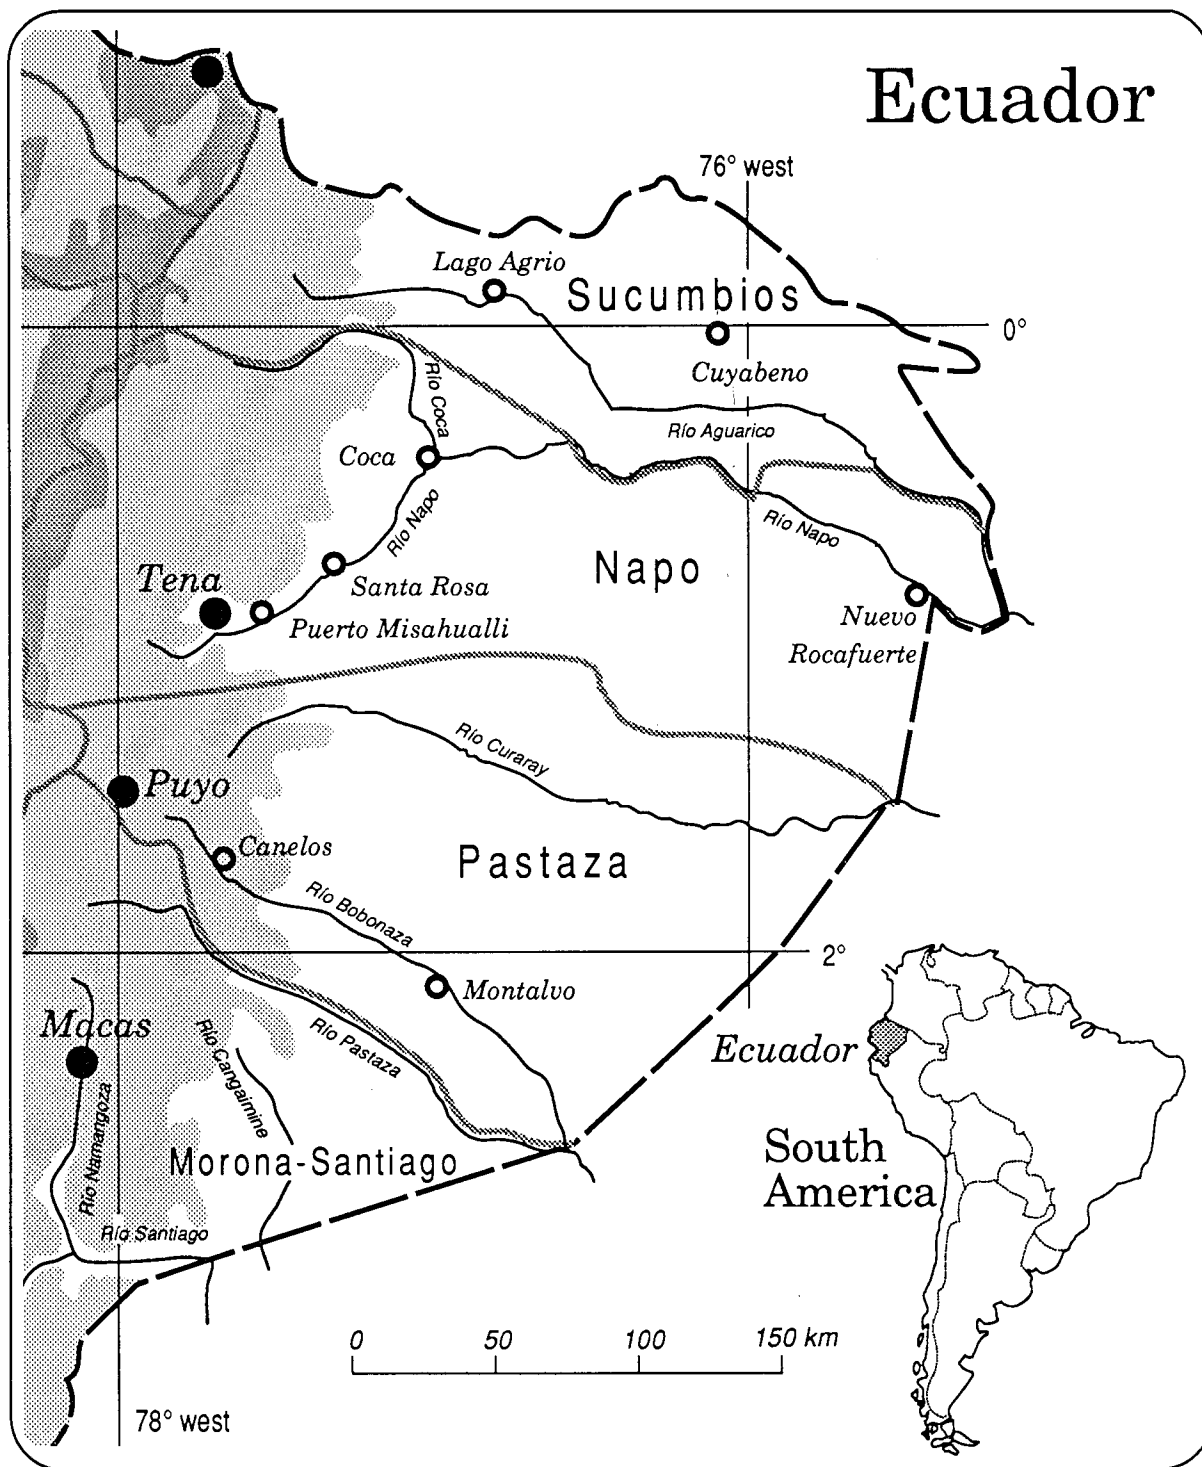 Ecuador
76° west
Lago Agrio
Sucumbios
0°
Cuyabeno
Río Coca
Río Aguarico
Coca
Río Napo
Río Napo
Napo
Tena
Santa Rosa
Puerto Misahualli
Nuevo
Rocafuerte
Río Curaray
Puyo
Canelos
Pastaza
Río Bobonaza
2°
Montalvo
Macas
Río Cangaimine
Río Pastaza
Ecuador
Río Namangoza
Morona-Santiago
South
America
Río Santiago
0 50 100 150 km
78° west